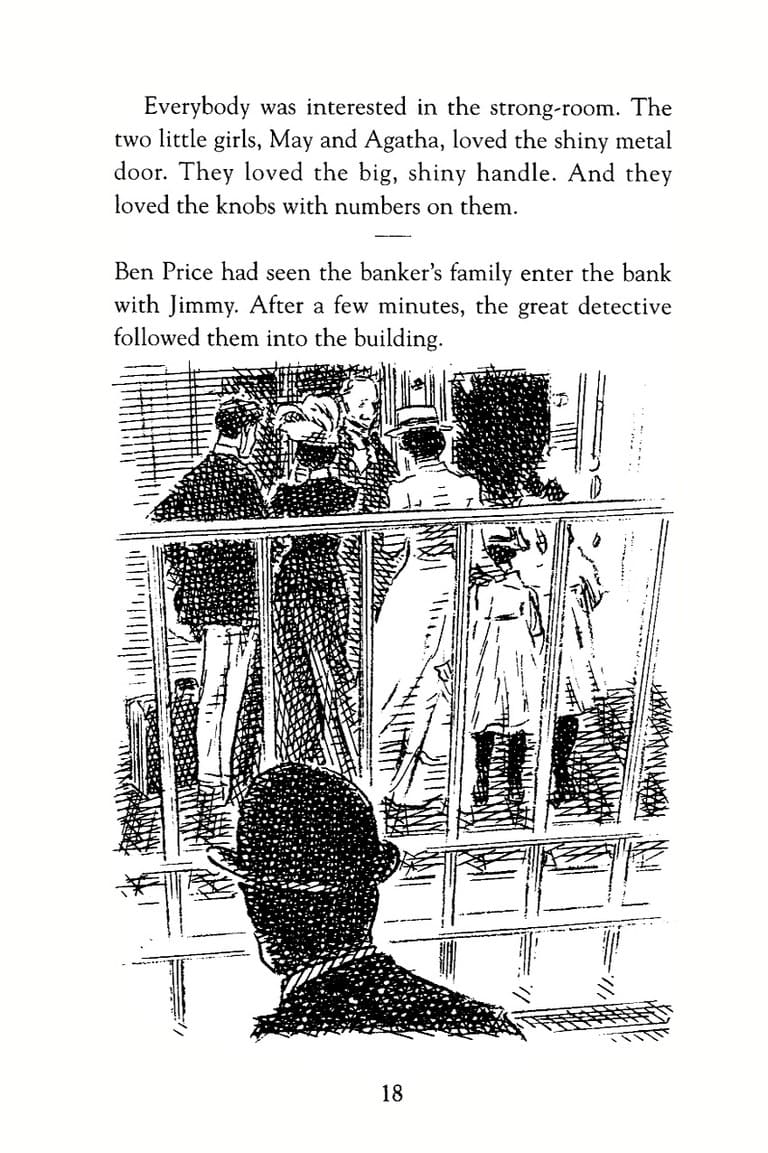 Everybody was interested in the strong-room. The
two little girls, May and Agatha, loved the shiny metal
door. They loved the big, shiny handle. And they
loved the knobs with numbers on them.
Ben Price had seen the banker's family enter the bank
with Jimmy. After a few minutes, the great detective
followed them into the building.
18